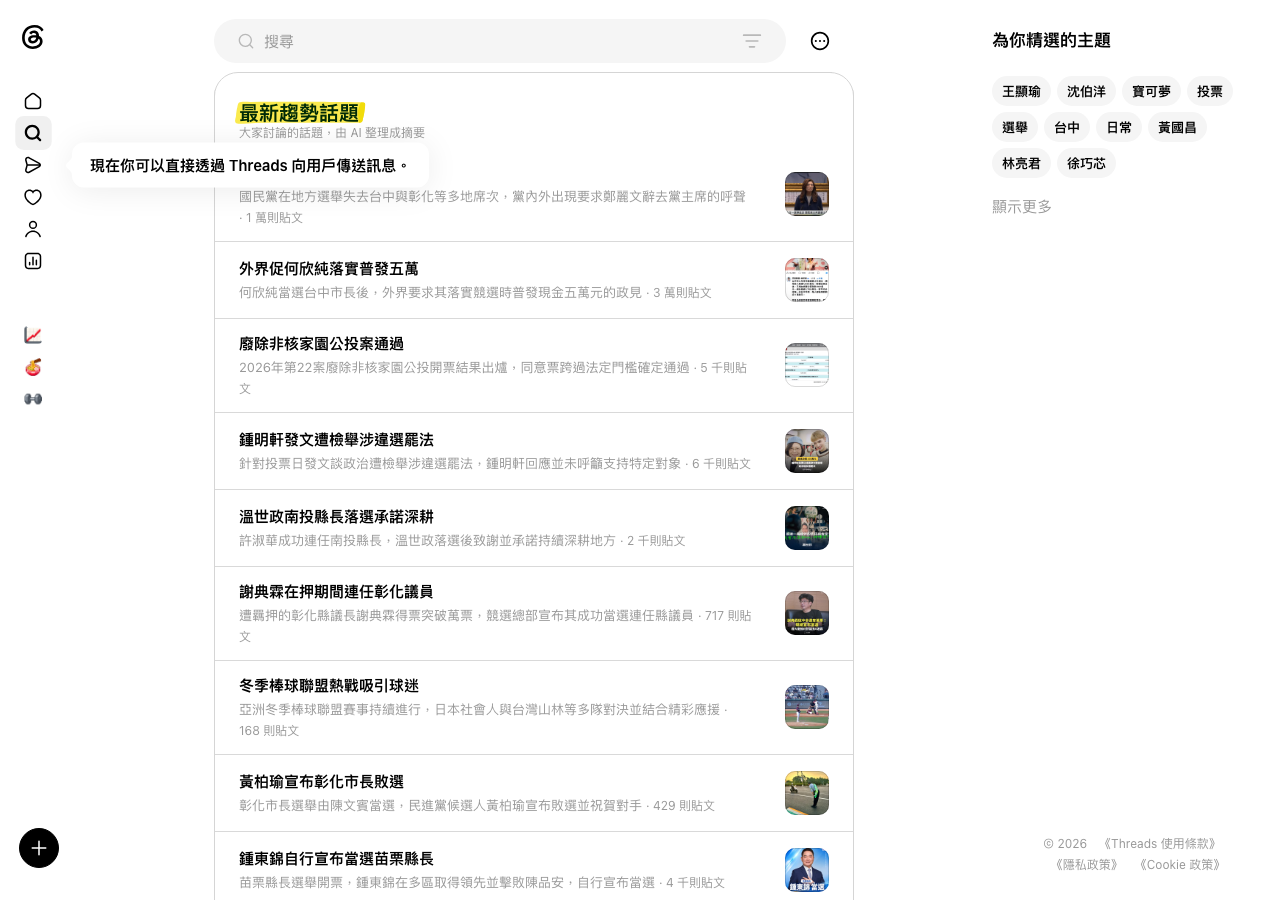 搜尋
最新趨勢話題
大家討論的話題，由 AI 整理成摘要
現在你可以直接透過 Threads 向用戶傳送訊息。
國民黨在地方選舉失去台中與彰化等多地席次，黨內外出現要求鄭麗文辭去黨主席的呼聲
· 1 萬則貼文
外界促何欣純落實普發五萬
何欣純當選台中市長後，外界要求其落實競選時普發現金五萬元的政見 · 3 萬則貼文
廢除非核家園公投案通過
2026年第22案廢除非核家園公投開票結果出爐，同意票跨過法定門檻確定通過 · 5 千則貼
文
鍾明軒發文遭檢舉涉違選罷法
針對投票日發文談政治遭檢舉涉違選罷法，鍾明軒回應並未呼籲支持特定對象 · 6 千則貼文
溫世政南投縣長落選承諾深耕
許淑華成功連任南投縣長，溫世政落選後致謝並承諾持續深耕地方 · 2 千則貼文
謝典霖在押期間連任彰化議員
遭羈押的彰化縣議長謝典霖得票突破萬票，競選總部宣布其成功當選連任縣議員 · 717 則貼
文
冬季棒球聯盟熱戰吸引球迷
亞洲冬季棒球聯盟賽事持續進行，日本社會人與台灣山林等多隊對決並結合精彩應援 ·
168 則貼文
黃柏瑜宣布彰化市長敗選
彰化市長選舉由陳文賓當選，民進黨候選人黃柏瑜宣布敗選並祝賀對手 · 429 則貼文
鍾東錦自行宣布當選苗栗縣長
苗栗縣長選舉開票，鍾東錦在多區取得領先並擊敗陳品安，自行宣布當選 · 4 千則貼文
鍾東錦 當選
為你精選的主題
王顯瑜 沈伯洋 寶可夢 投票
選舉 台中 日常 黃國昌
林亮君 徐巧芯
顯示更多
© 2026 《Threads 使用條款》
《隱私政策》 《Cookie 政策》